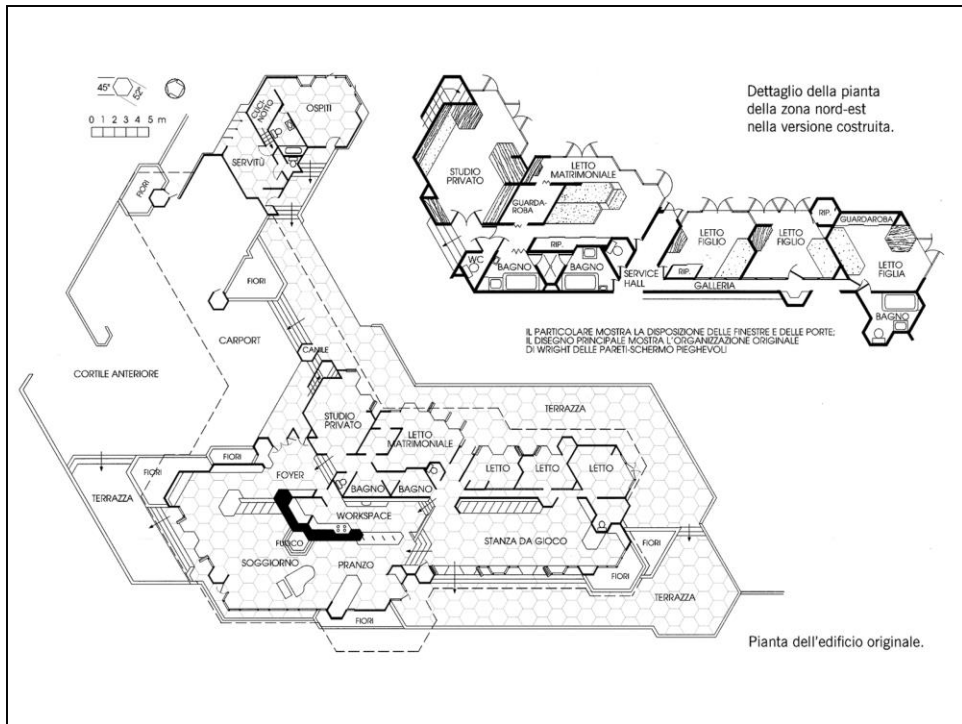 45°
52°
0 1 2 3 4 5 m
CUCI-
NOTTO
OSPITI
SERVITÙ
FIORI
FIORI
CARPORT
CANILE
CORTILE ANTERIORE
STUDIO
PRIVATO
LETTO
MATRIMONIALE
TERRAZZA
FIORI
FIORI
FOYER
BAGNO
BAGNO
LETTO
LETTO
LETTO
TERRAZZA
WORKSPACE
FUOCO
SOGGIORNO
PRANZO
STANZA DA GIOCO
FIORI
FIORI
FIORI
TERRAZZA
Pianta dell'edificio originale.
Dettaglio della pianta
della zona nord-est
nella versione costruita.
STUDIO
PRIVATO
LETTO
MATRIMONIALE
GUARDA-
ROBA
RIP.
WC
BAGNO
BAGNO
SERVICE
HALL
RIP.
LETTO
FIGLIO
LETTO
FIGLIO
RIP.
GUARDAROBA
LETTO
FIGLIA
GALLERIA
BAGNO
IL PARTICOLARE MOSTRA LA DISPOSIZIONE DELLE FINESTRE E DELLE PORTE;
IL DISEGNO PRINCIPALE MOSTRA L'ORGANIZZAZIONE ORIGINALE
DI WRIGHT DELLE PARETI-SCHERMO PIEGHEVOLI